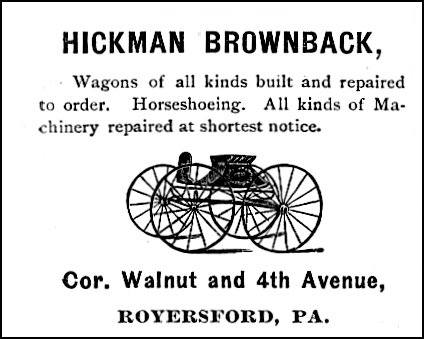 HICKMAN BROWNBACK,
Wagons of all kinds built and repaired
to order. Horseshoeing. All kinds of Ma-
chinery repaired at shortest notice.
Cor. Walnut and 4th Avenue,
ROYERSFORD, PA.